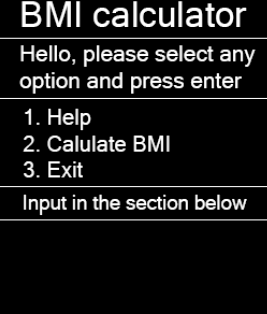 BMI calculator
Hello, please select any
option and press enter
1. Help
2. Calulate BMI
3. Exit
Input in the section below